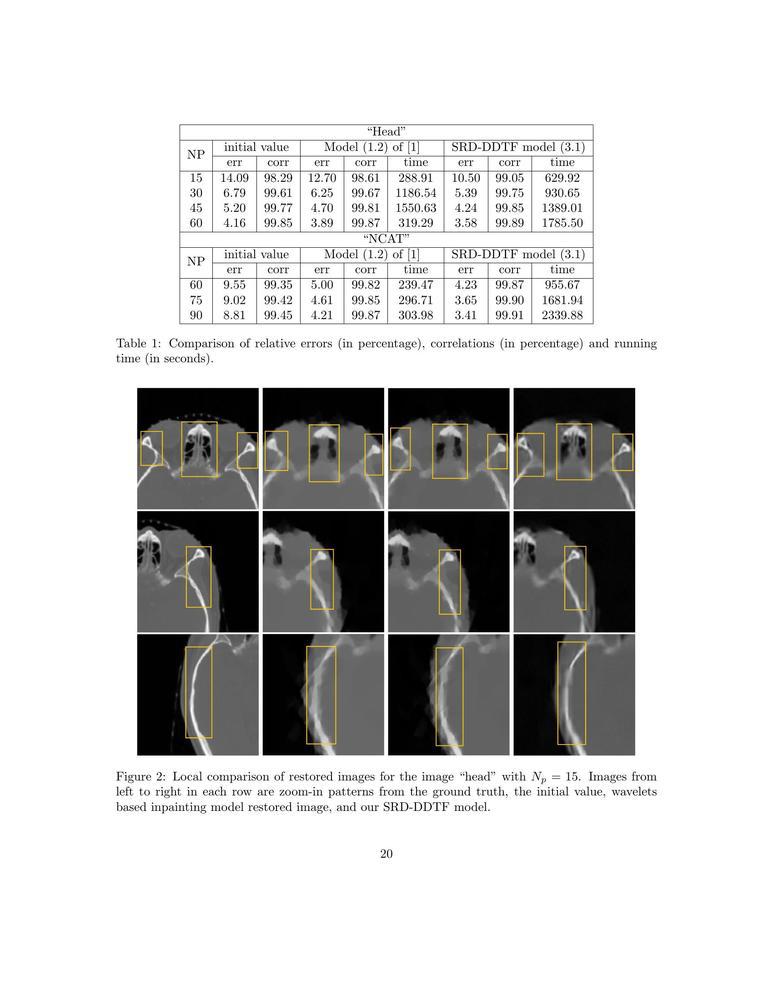 “Head”
NP initial value Model (1.2) of [1] SRD-DDTF model (3.1)
err corr err corr time err corr time
15 14.09 98.29 12.70 98.61 288.91 10.50 99.05 629.92
30 6.79 99.61 6.25 99.67 1186.54 5.39 99.75 930.65
45 5.20 99.77 4.70 99.81 1550.63 4.24 99.85 1389.01
60 4.16 99.85 3.89 99.87 319.29 3.58 99.89 1785.50
“NCAT”
NP initial value Model (1.2) of [1] SRD-DDTF model (3.1)
err corr err corr time err corr time
60 9.55 99.35 5.00 99.82 239.47 4.23 99.87 955.67
75 9.02 99.42 4.61 99.85 296.71 3.65 99.90 1681.94
90 8.81 99.45 4.21 99.87 303.98 3.41 99.91 2339.88
Table 1: Comparison of relative errors (in percentage), correlations (in percentage) and running
time (in seconds).
Figure 2: Local comparison of restored images for the image “head” with Nₚ = 15. Images from
left to right in each row are zoom-in patterns from the ground truth, the initial value, wavelets
based inpainting model restored image, and our SRD-DDTF model.
20